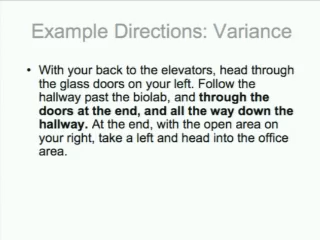 Example Directions: Variance
• With your back to the elevators, head through
the glass doors on your left. Follow the
hallway past the biolab, and through the
doors at the end, and all the way down the
hallway. At the end, with the open area on
your right, take a left and head into the office
area.